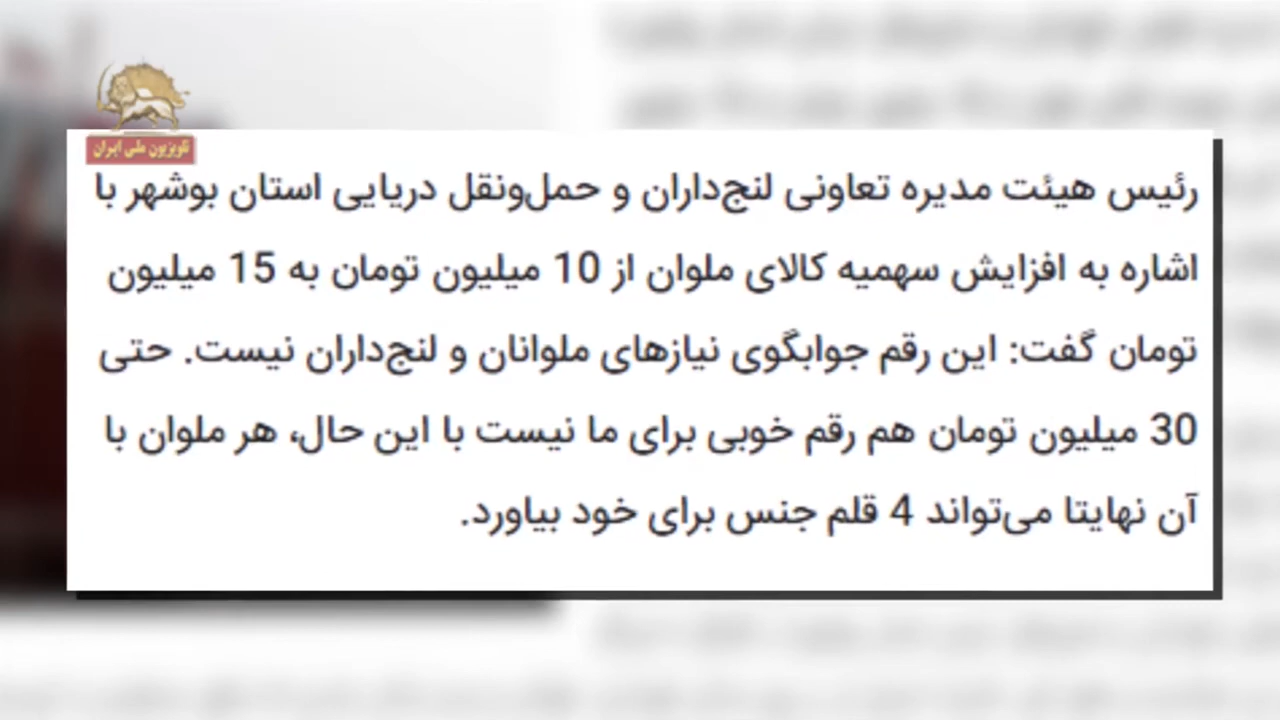 تلویزیون ملی ایران
رئیس هیئت مدیره تعاونی لنج‌داران و حمل‌ونقل دریایی استان بوشهر با
اشاره به افزایش سهمیه کالای ملوان از 10 میلیون تومان به 15 میلیون
تومان گفت: این رقم جوابگوی نیازهای ملوانان و لنج‌داران نیست. حتی
30 میلیون تومان هم رقم خوبی برای ما نیست با این حال، هر ملوان با
آن نهایتا می‌تواند 4 قلم جنس برای خود بیاورد.